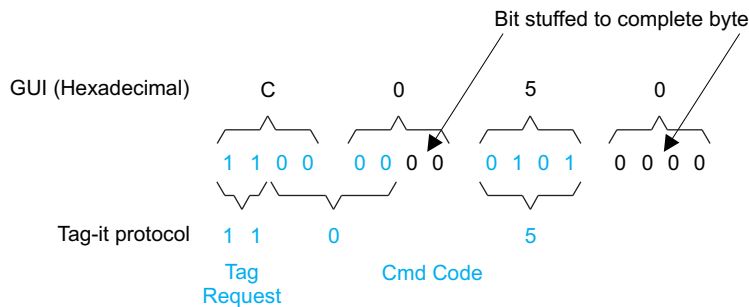 Bit stuffed to complete byte
GUI (Hexadecimal) C 0 5 0
1 1 0 0 0 0 0 0 0 1 0 1 0 0 0 0
Tag-it protocol 1 1 0 5
Tag Cmd Code
Request